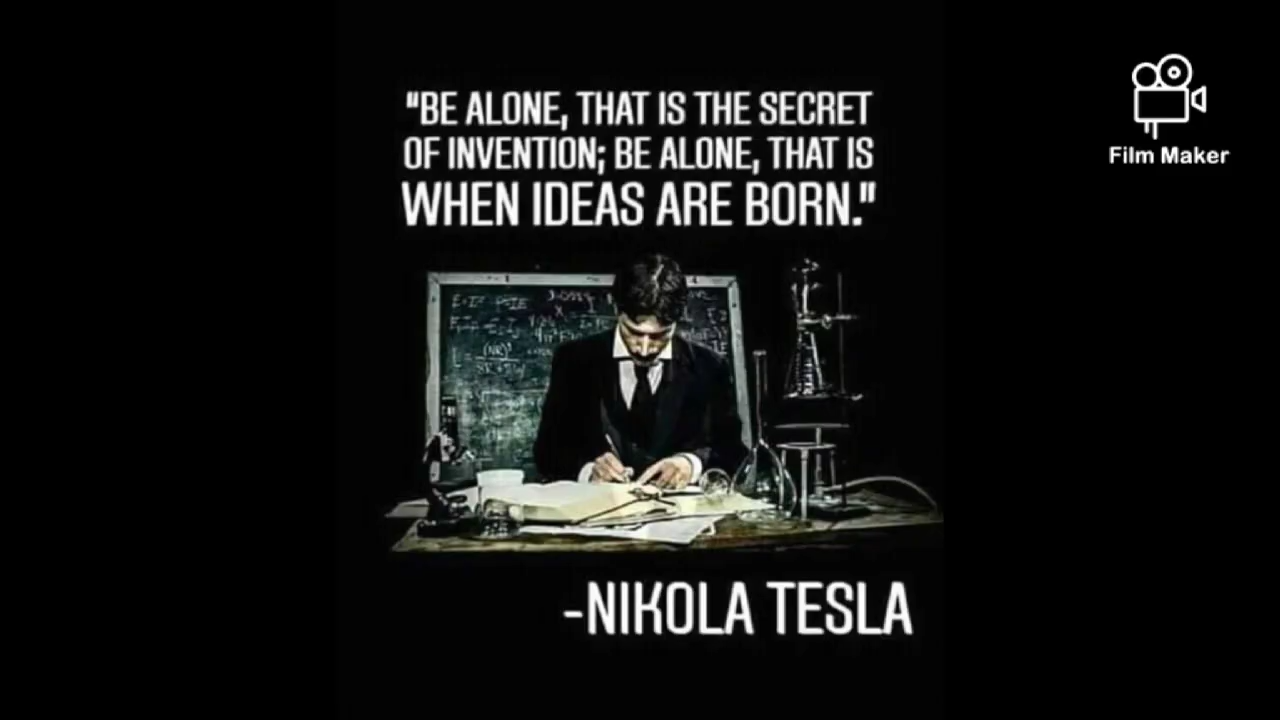 "BE ALONE, THAT IS THE SECRET
OF INVENTION; BE ALONE, THAT IS
WHEN IDEAS ARE BORN."
-NIKOLA TESLA
Film Maker